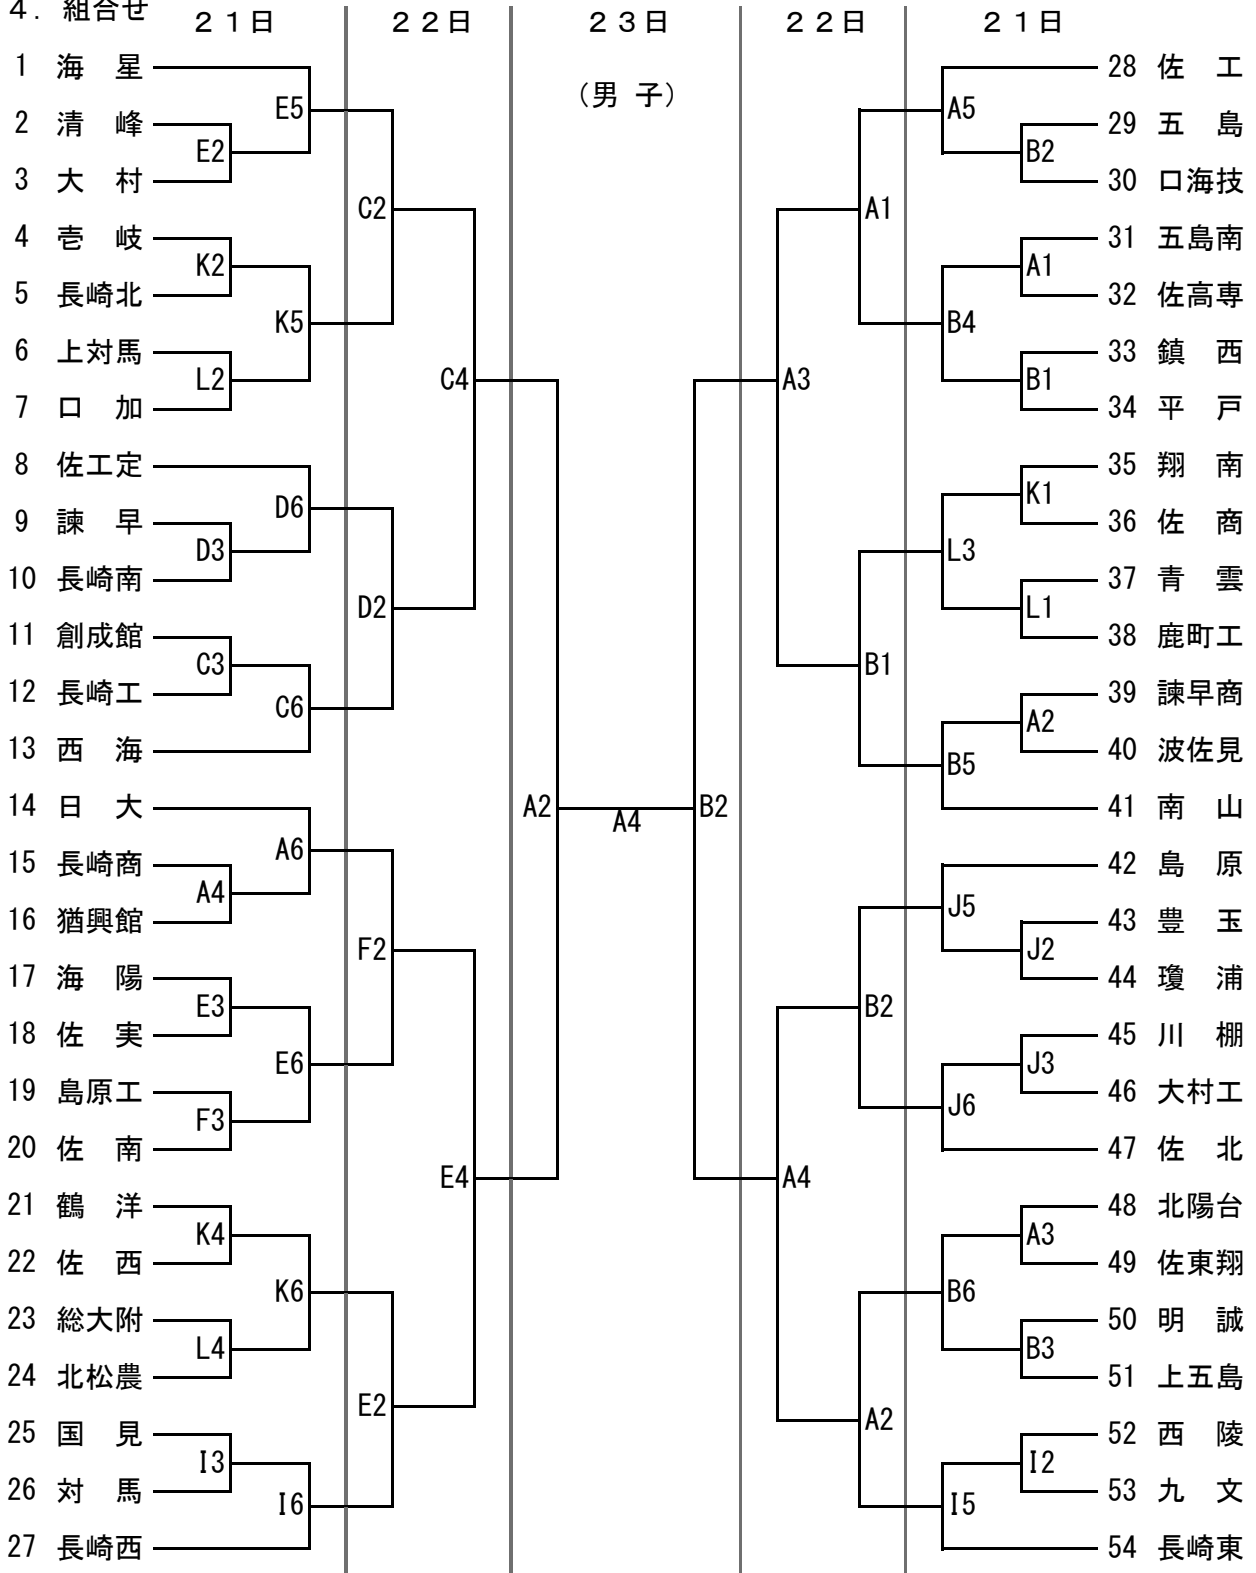 4. 組合せ
21日 22日 23日 22日 21日
(男 子)
1 海 星
2 清 峰
3 大 村
4 壱 岐
5 長崎北
6 上対馬
7 口 加
8 佐工定
9 諫 早
10 長崎南
11 創成館
12 長崎工
13 西 海
14 日 大
15 長崎商
16 猶興館
17 海 陽
18 佐 実
19 島原工
20 佐 南
21 鶴 洋
22 佐 西
23 総大附
24 北松農
25 国 見
26 対 馬
27 長崎西
E2
K2
L2
D3
C3
A4
E3
F3
K4
L4
I3
E5
K5
D6
C6
A6
E6
K6
I6
C2
D2
F2
E2
C4
E4
A2
A4
B2
A3
A4
A1
B1
B2
A2
A5
B4
L3
B5
J5
J6
B6
I5
B2
A1
B1
K1
L1
A2
J2
J3
A3
B3
I2
28 佐 工
29 五 島
30 口海技
31 五島南
32 佐高専
33 鎮 西
34 平 戸
35 翔 南
36 佐 商
37 青 雲
38 鹿町工
39 諫早商
40 波佐見
41 南 山
42 島 原
43 豊 玉
44 瓊 浦
45 川 棚
46 大村工
47 佐 北
48 北陽台
49 佐東翔
50 明 誠
51 上五島
52 西 陵
53 九 文
54 長崎東